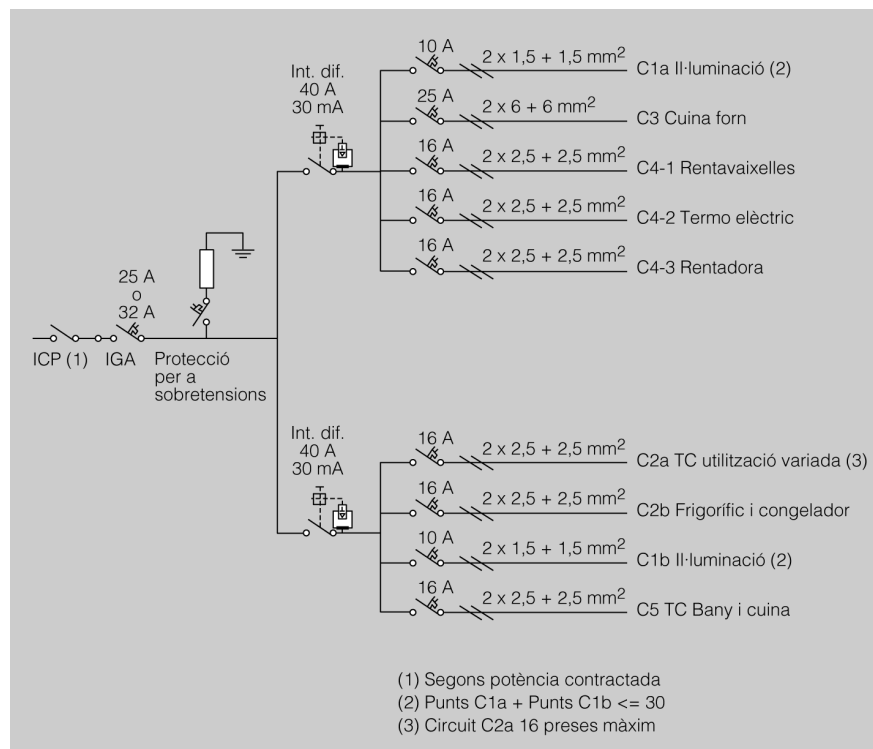 10 A
2 x 1,5 + 1,5 mm2
C1a Il·luminació (2)
Int. dif.
40 A
30 mA
25 A
2 x 6 + 6 mm2
C3 Cuina forn
16 A
2 x 2,5 + 2,5 mm2
C4-1 Rentavaixelles
16 A
2 x 2,5 + 2,5 mm2
C4-2 Termo elèctric
16 A
2 x 2,5 + 2,5 mm2
C4-3 Rentadora
25 A
o
32 A
ICP (1)
IGA
Protecció
per a
sobretensions
Int. dif.
40 A
30 mA
16 A
2 x 2,5 + 2,5 mm2
C2a TC utilització variada (3)
16 A
2 x 2,5 + 2,5 mm2
C2b Frigorífic i congelador
10 A
2 x 1,5 + 1,5 mm2
C1b Il·luminació (2)
16 A
2 x 2,5 + 2,5 mm2
C5 TC Bany i cuina
(1) Segons potència contractada
(2) Punts C1a + Punts C1b <= 30
(3) Circuit C2a 16 preses màxim